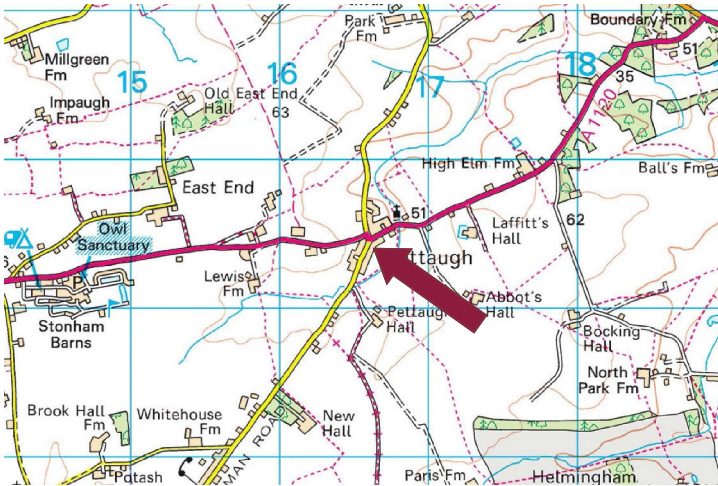 Park
Fm
Boundary Fm
51
Millgreen
Fm
15
16
17
18
35
Impaugh
Fm
Old East End
Hall
63
A1120
High Elm Fm
Ball's Fm
East End
51
Owl
Sanctuary
Laffitt's
Hall
62
ttaugh
Lewis
Fm
P
Abbot's
Hall
Stonham
Barns
Pettaugh
Hall
Bocking
Hall
North
Park Fm
Brook Hall
Fm
Whitehouse
Fm
New
Hall
MAN ROAD
Potash
Paris Fm
Helmingham